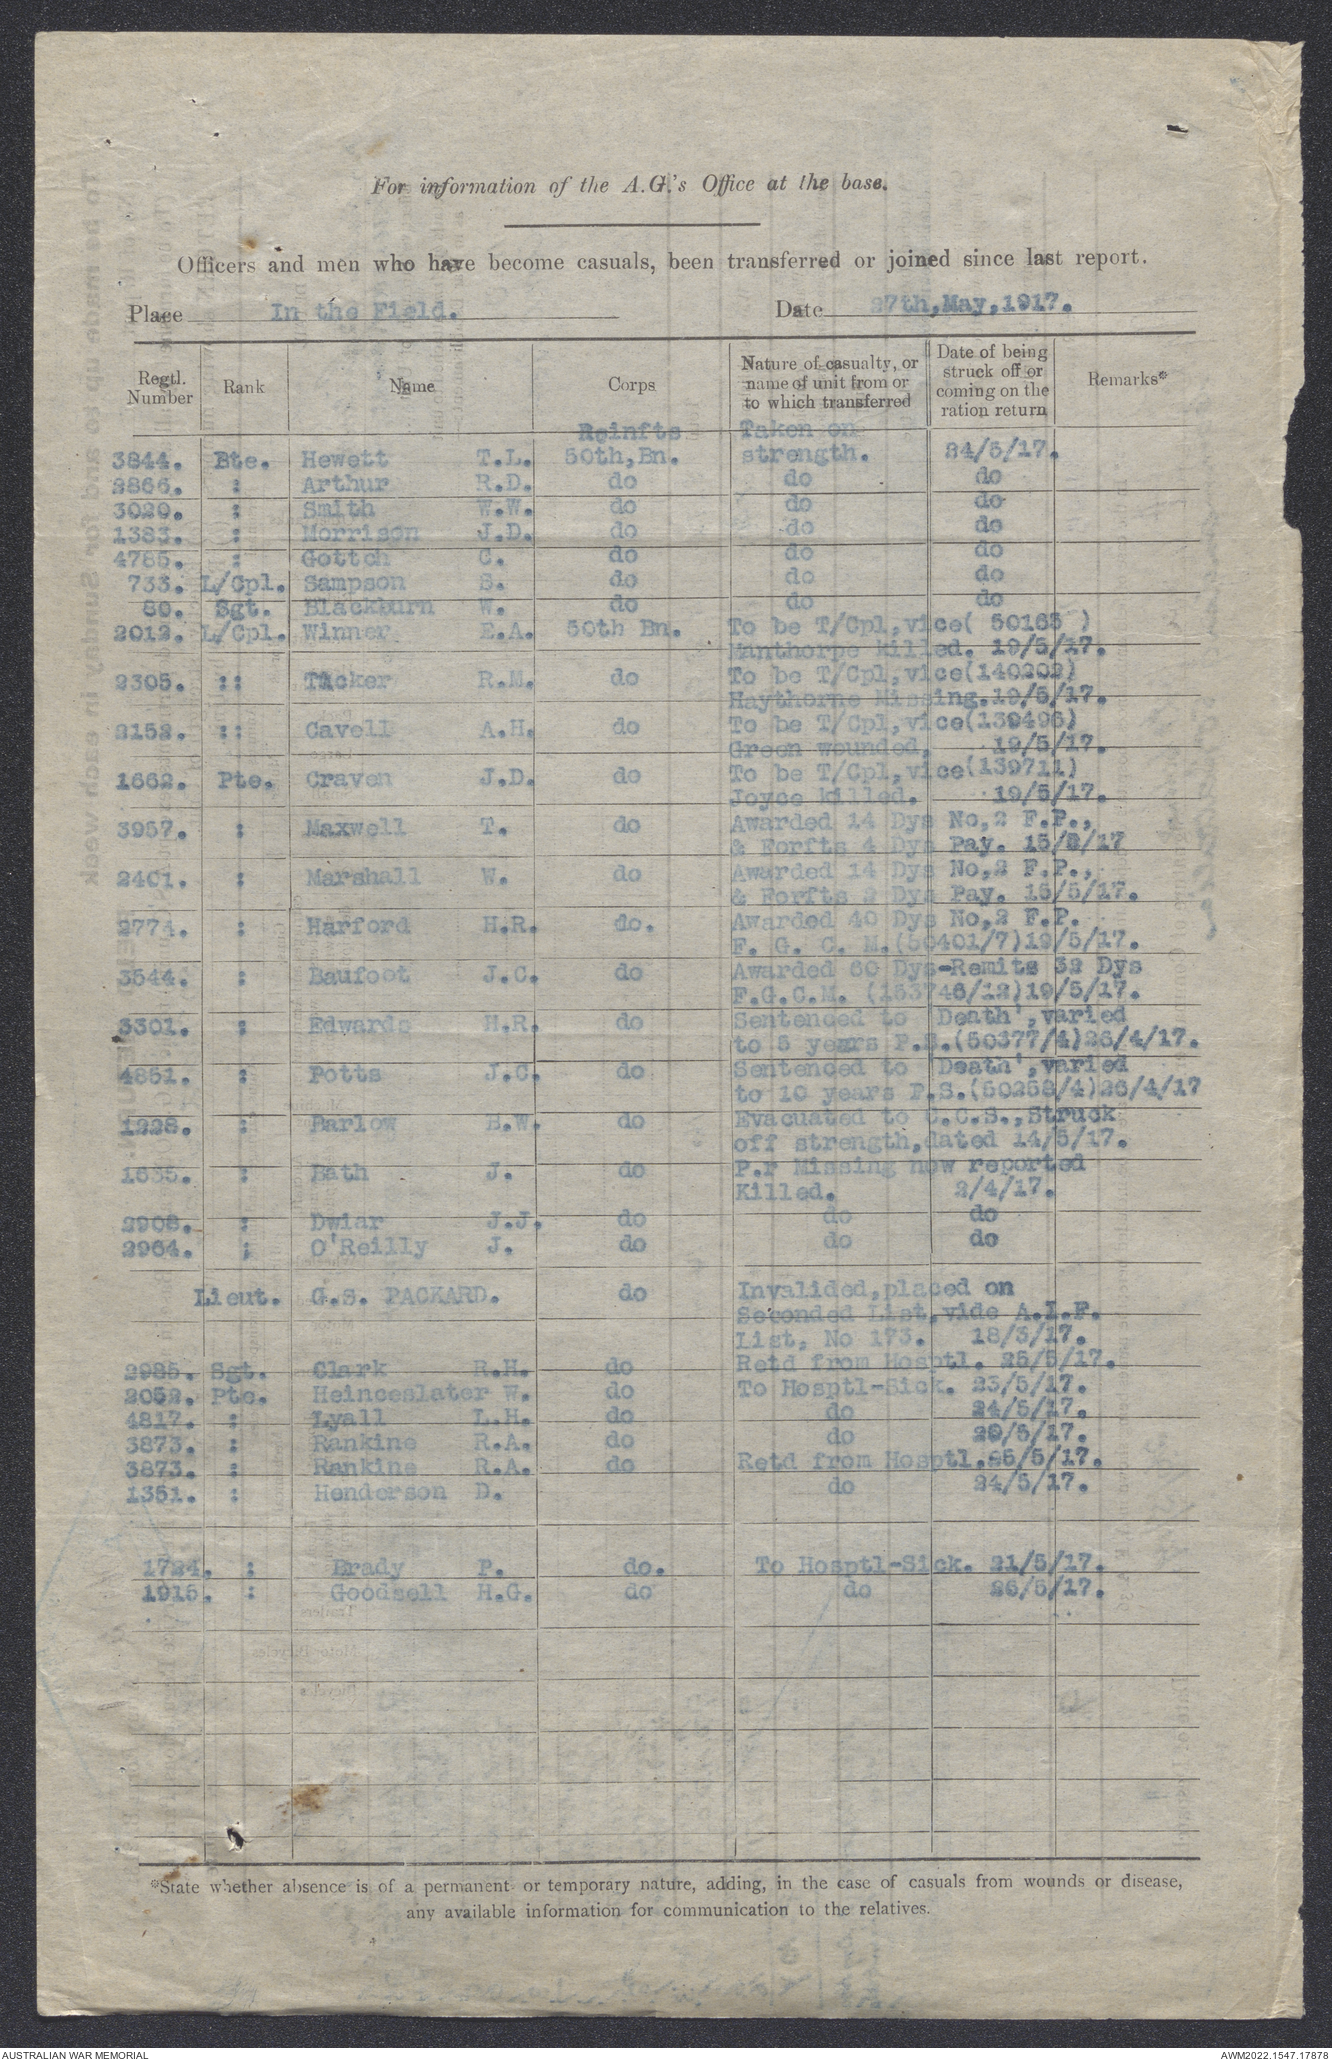 For information of the A.G.'s Office at the base.
Officers and men who have become casuals, been transferred or joined since last report.
Place In the Field. Date 27th,May,1917.
Regtl. Number Rank Name Corps Nature of casualty, or name of unit from or to which transferred Date of being struck off or coming on the ration return Remarks*
Reinfts Taken on
3844. Pte. Hewett T.L. 50th,Bn. strength. 24/5/17.
2866. : Arthur R.D. do do do
3020. : Smith W.W. do do do
1383. : Morrison J.D. do do do
4785. : Gottch C. do do do
733. L/Cpl. Sampson S. do do do
80. Sgt. Blackburn W. do do do
2012. L/Cpl. Winner E.A. 50th Bn. To be T/Cpl,vice( 50165 )
Manthorpe killed. 19/5/17.
2305. :: Tucker R.M. do To be T/Cpl,vice(140202)
Haythorne Missing.19/5/17.
2152. :: Cavell A.H. do To be T/Cpl,vice(139496)
Green wounded. 19/5/17.
1662. Pte. Craven J.D. do To be T/Cpl,vice(139711)
Joyce killed. 19/5/17.
3957. : Maxwell T. do Awarded 14 Dys No,2 F.P.,
& Forfts 4 Dys Pay. 15/5/17
2401. : Marshall W. do Awarded 14 Dys No,2 F.P.,
& Forfts 2 Dys Pay. 15/5/17.
2774. : Harford H.R. do. Awarded 40 Dys No,2 F.P.
F. G. C. M.(50401/7)19/5/17.
3544. : Baufoot J.C. do Awarded 60 Dys-Remits 32 Dys
F.G.C.M. (153746/12)19/5/17.
3301. : Edwards H.R. do Sentenced to 'Death',varied
to 5 years P.S.(50377/4)26/4/17.
4851. : Potts J.C. do Sentenced to 'Death',varied
to 10 years P.S.(50258/4)26/4/17
1228. : Barlow H.W. do Evacuated to C.C.S.,Struck
off strength,dated 14/5/17.
1635. : Bath J. do P.r Missing now reported
Killed. 2/4/17.
2908. : Dwiar J.J. do do do
2964. : O'Reilly J. do do do
Lieut. G.S. PACKARD. do Invalided,placed on
Seconded List,vide A.I.F.
List, No 173. 18/3/17.
2985. Sgt. Clark R.H. do Retd from Hosptl. 25/5/17.
2052. Pte. Heinceslater W. do To Hosptl-Sick. 23/5/17.
4817. : Lyall L.H. do do 24/5/17.
3873. : Rankine R.A. do do 20/5/17.
3873. : Rankine R.A. do Retd from Hosptl.25/5/17.
1351. : Henderson D. do 24/5/17.
1724. : Brady P. do. To Hosptl-Sick. 21/5/17.
1915. : Goodsell H.G. do do 26/5/17.
*State whether absence is of a permanent or temporary nature, adding, in the case of casuals from wounds or disease,
any available information for communication to the relatives.
AUSTRALIAN WAR MEMORIAL AWM2022.1547.17878